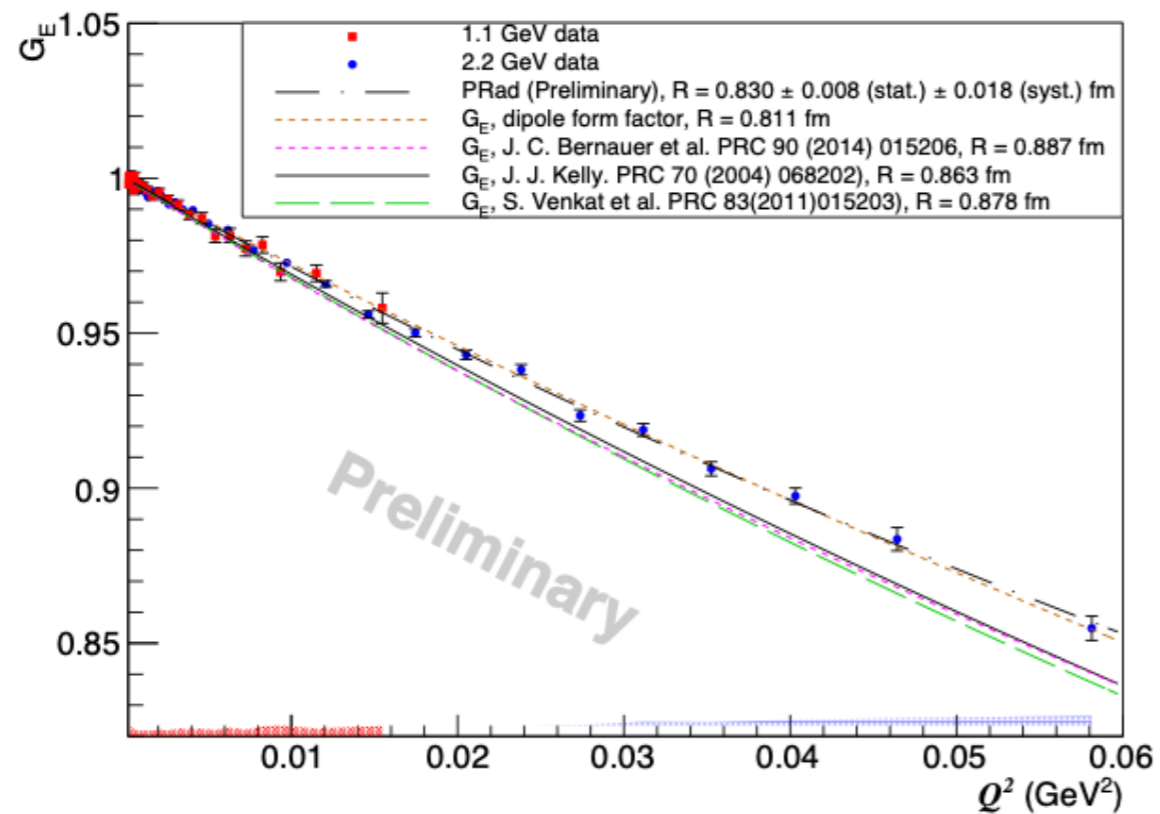 G_E 1.05
1.1 GeV data
2.2 GeV data
PRad (Preliminary), R = 0.830 ± 0.008 (stat.) ± 0.018 (syst.) fm
G_E, dipole form factor, R = 0.811 fm
G_E, J. C. Bernauer et al. PRC 90 (2014) 015206, R = 0.887 fm
1
G_E, J. J. Kelly. PRC 70 (2004) 068202), R = 0.863 fm
G_E, S. Venkat et al. PRC 83(2011)015203), R = 0.878 fm
0.95
0.9
Preliminary
0.85
0.01 0.02 0.03 0.04 0.05 0.06
Q² (GeV²)